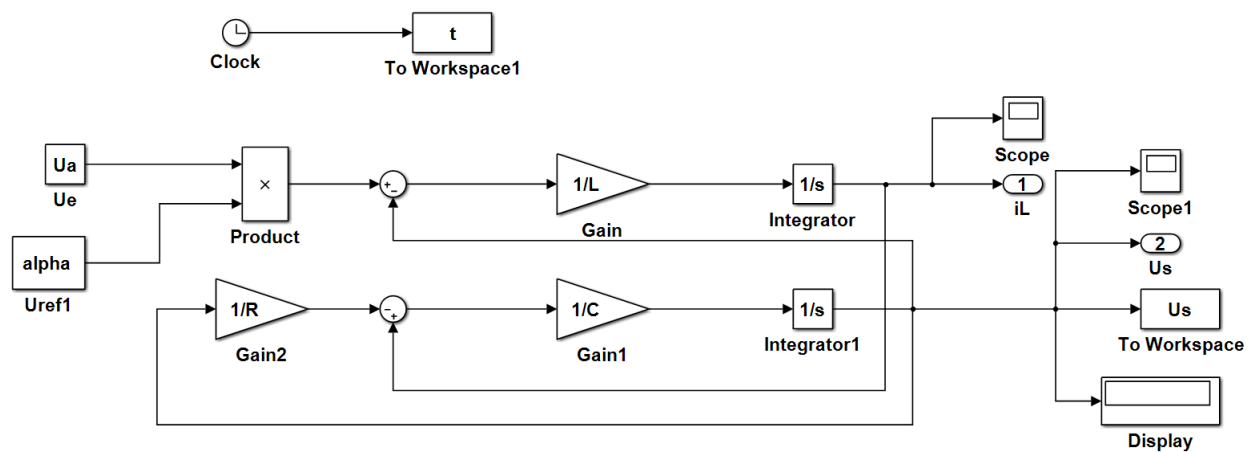 t
Clock
To Workspace1
Ua
Ue
×
Product
alpha
Uref1
+
−
1/L
Gain
1/s
Integrator
Scope
1
iL
Scope1
2
Us
1/R
Gain2
−
+
1/C
Gain1
1/s
Integrator1
Us
To Workspace
Display